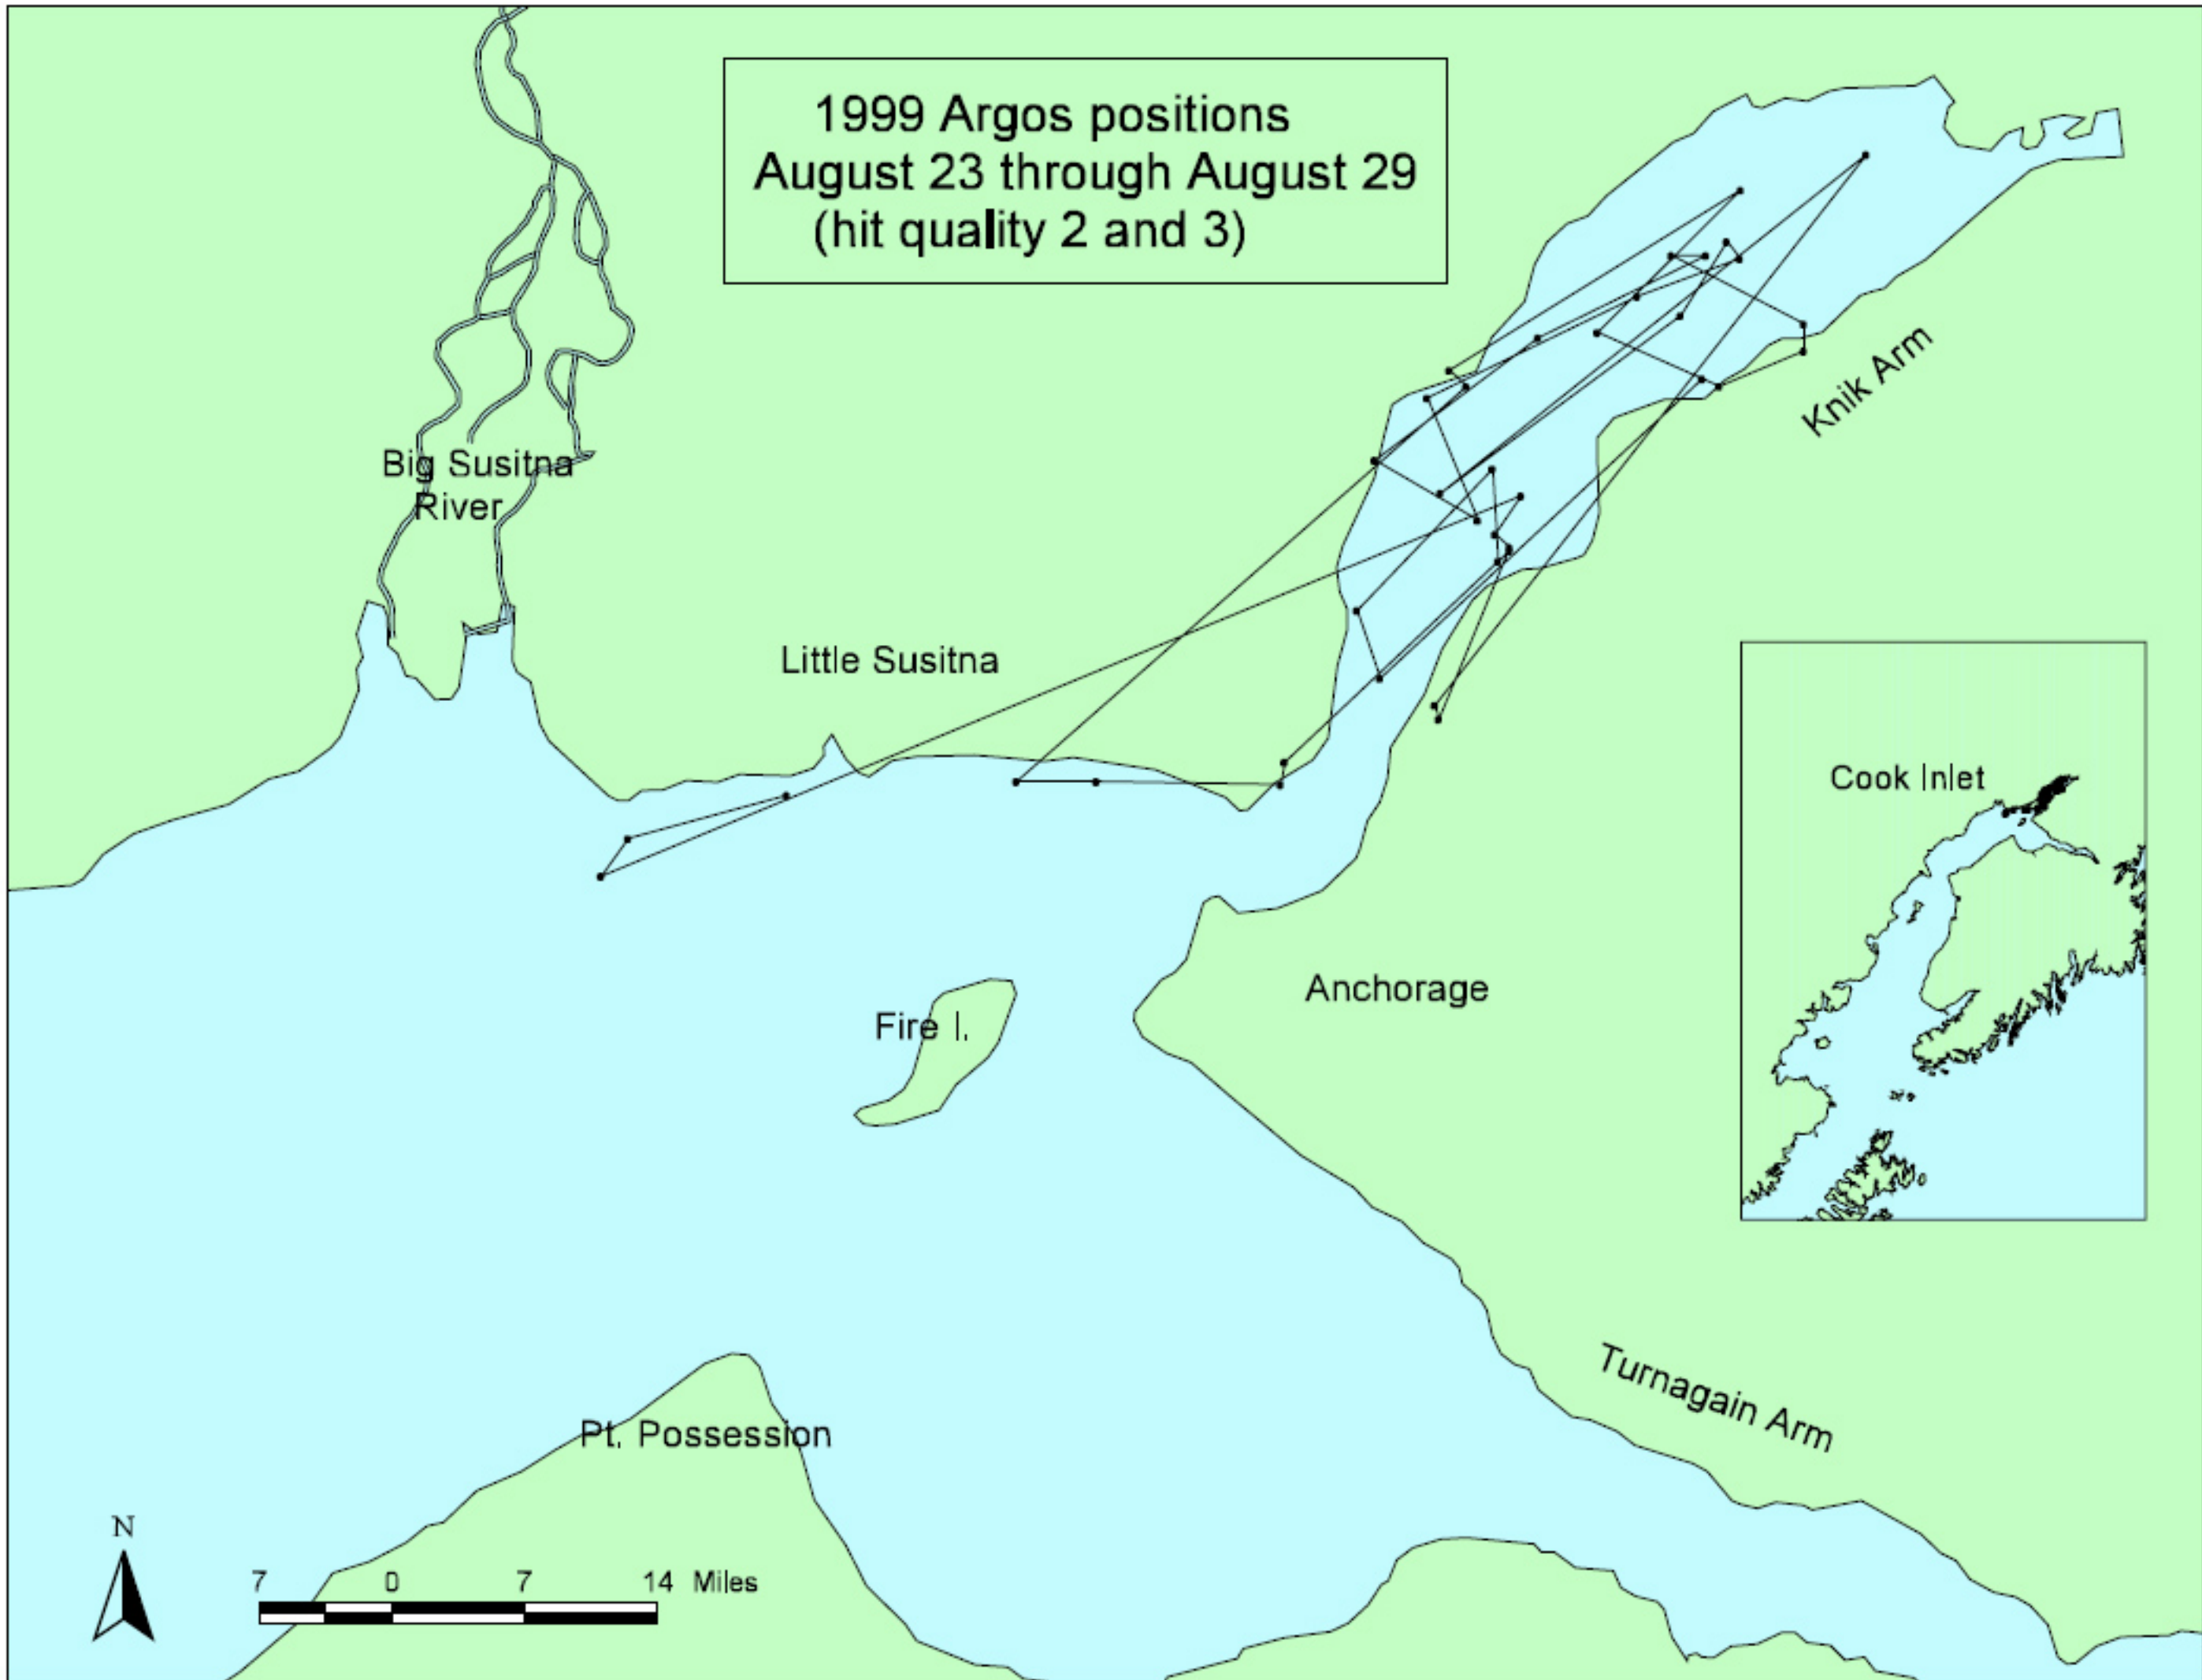 1999 Argos positions
August 23 through August 29
(hit quality 2 and 3)
Knik Arm
Big Susitna
River
Little Susitna
Cook Inlet
Anchorage
Fire I.
Turnagain Arm
Pt. Possession
N
7 0 7 14 Miles